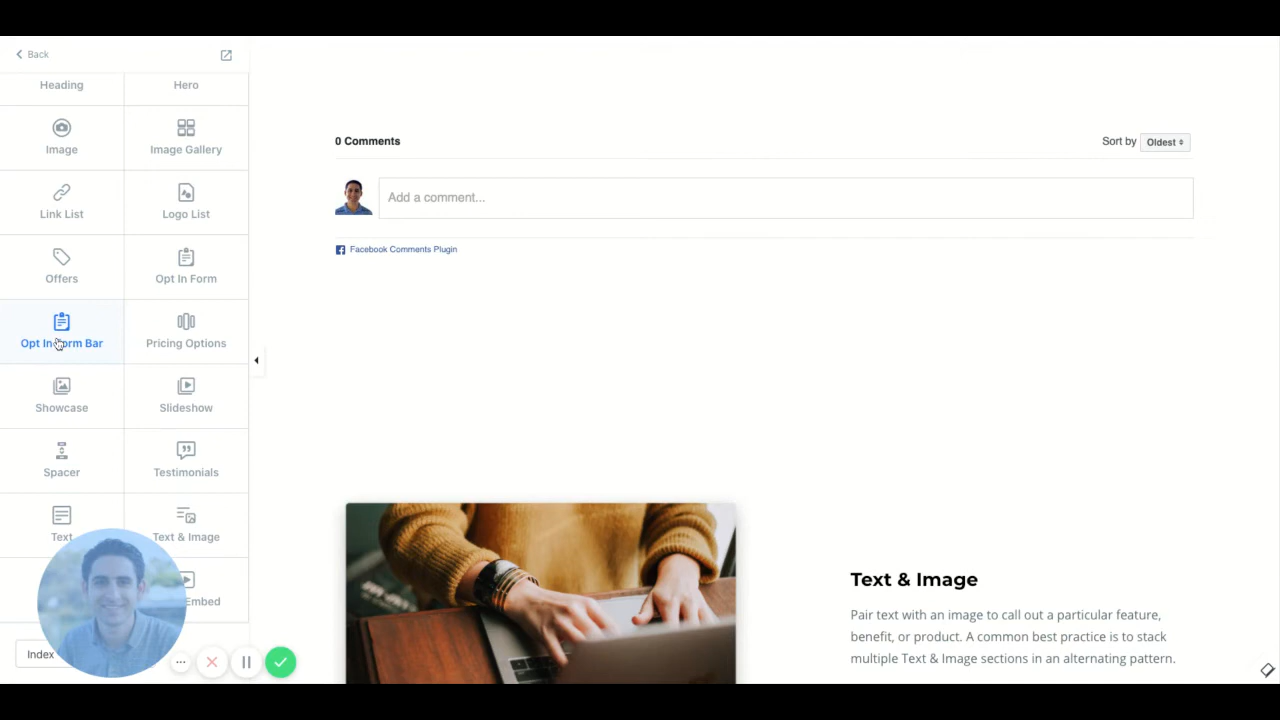 Back
Heading
Hero
Image
Image Gallery
Link List
Logo List
Offers
Opt In Form
Opt In Form Bar
Pricing Options
Showcase
Slideshow
Spacer
Testimonials
Text
Text & Image
Embed
Index
0 Comments
Sort by Oldest
Add a comment...
Facebook Comments Plugin
Text & Image
Pair text with an image to call out a particular feature,
benefit, or product. A common best practice is to stack
multiple Text & Image sections in an alternating pattern.